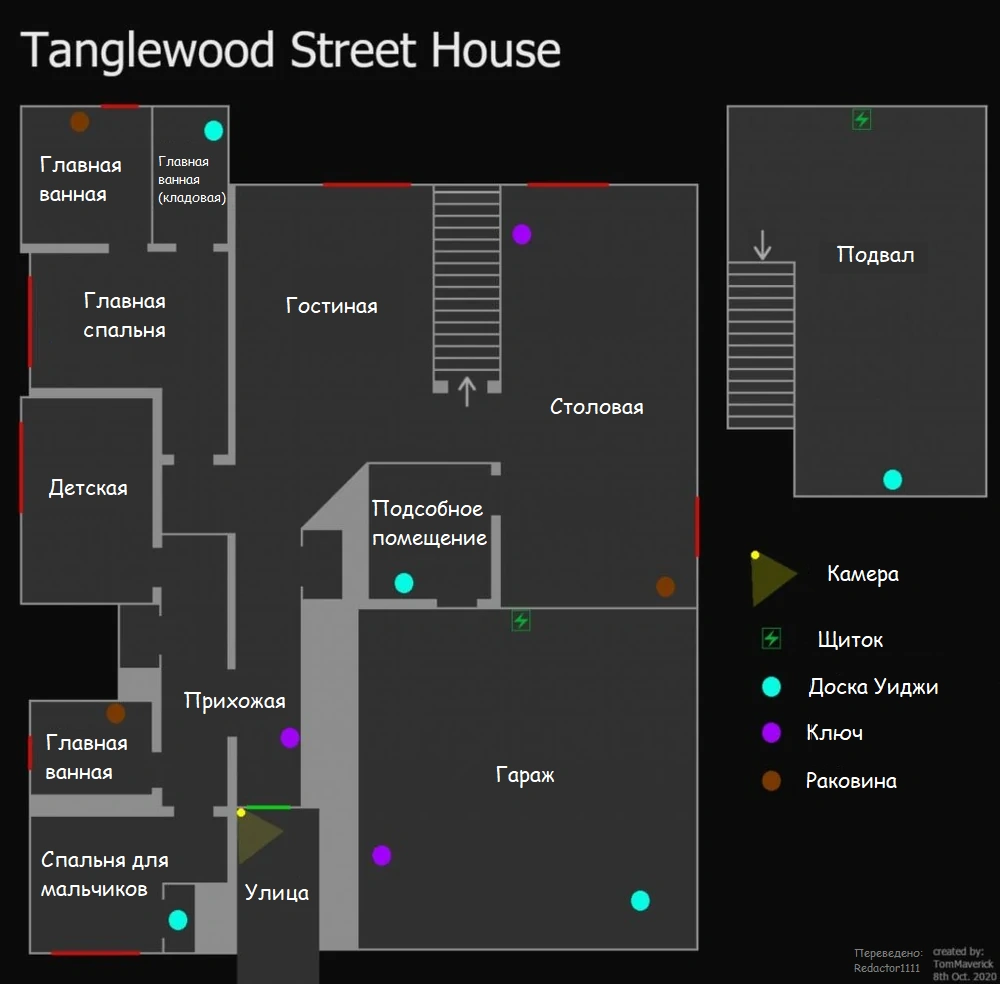 Tanglewood Street House
Главная
ванная
Главная
ванная
(кладовая)
Главная
спальня
Гостиная
Столовая
Подвал
Детская
Подсобное
помещение
Прихожая
Главная
ванная
Гараж
Спальня для
мальчиков
Улица
Камера
Щиток
Доска Уиджи
Ключ
Раковина
Переведено:
Redactor1111
created by:
TomMaverick
8th Oct. 2020